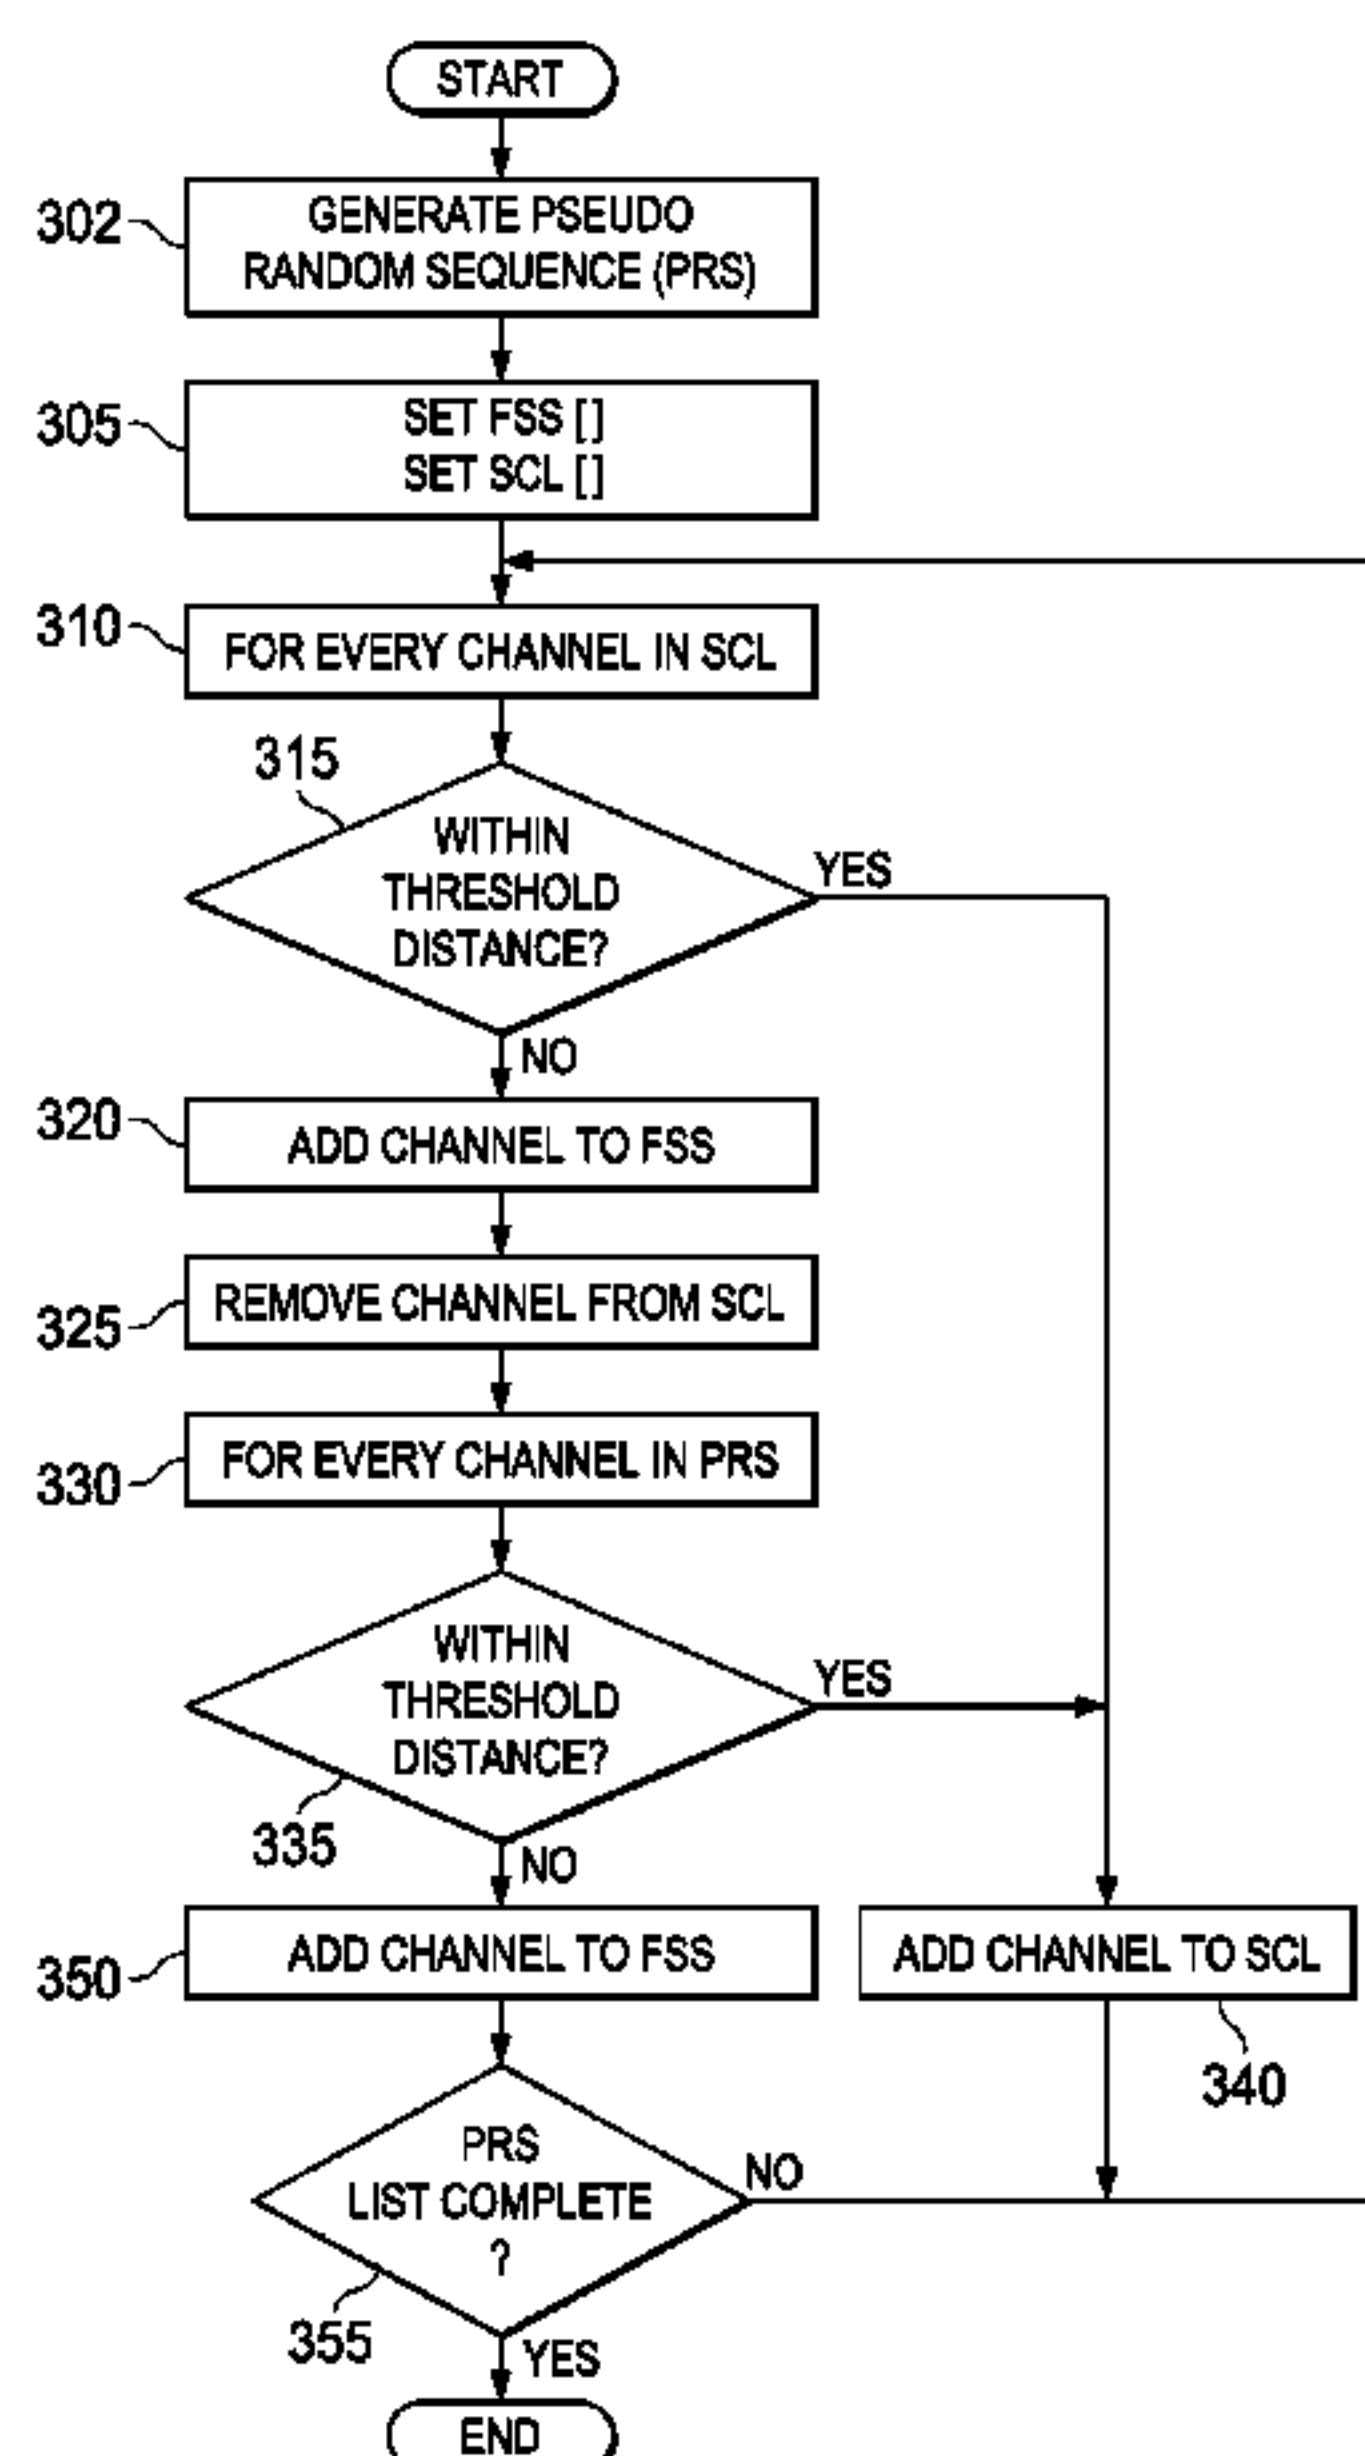 START
302
GENERATE PSEUDO
RANDOM SEQUENCE (PRS)
305
SET FSS []
SET SCL []
310
FOR EVERY CHANNEL IN SCL
315
WITHIN
THRESHOLD
DISTANCE?
YES
NO
320
ADD CHANNEL TO FSS
325
REMOVE CHANNEL FROM SCL
330
FOR EVERY CHANNEL IN PRS
WITHIN
THRESHOLD
DISTANCE?
YES
335
NO
350
ADD CHANNEL TO FSS
ADD CHANNEL TO SCL
340
PRS
LIST COMPLETE
?
NO
355
YES
END